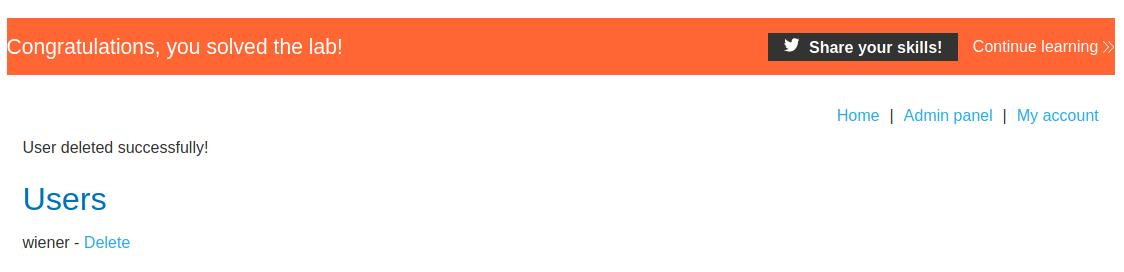 Congratulations, you solved the lab! Share your skills! Continue learning
Home | Admin panel | My account
User deleted successfully!
Users
wiener - Delete